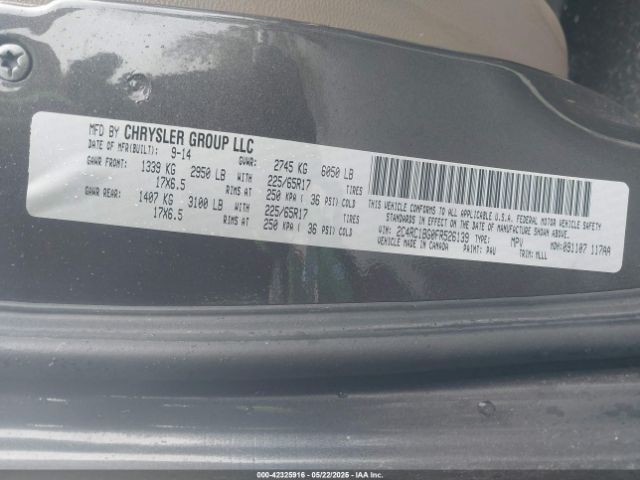 MFD BY CHRYSLER GROUP LLC
DATE OF MFR(BUILT): 9-14 GVWR: 2745 KG 6050 LB
GAWR FRONT: 1339 KG 2950 LB WITH 225/65R17 TIRES
17X6.5 RIMS AT 250 KPA ( 36 PSI) COLD
GAWR REAR: 1407 KG 3100 LB WITH 225/65R17 TIRES
17X6.5 RIMS AT 250 KPA ( 36 PSI) COLD
THIS VEHICLE CONFORMS TO ALL APPLICABLE U.S.A. FEDERAL MOTOR VEHICLE SAFETY
STANDARDS IN EFFECT ON THE DATE OF MANUFACTURE SHOWN ABOVE.
VIN: 2C4RC1BG0FR526139 TYPE: MPV MDH:091107 117AA
VEHICLE MADE IN CANADA PAINT: PAU TRIM: MLLL
000-42325916 - 05/22/2025 - COPYRIGHT IAA, LLC.